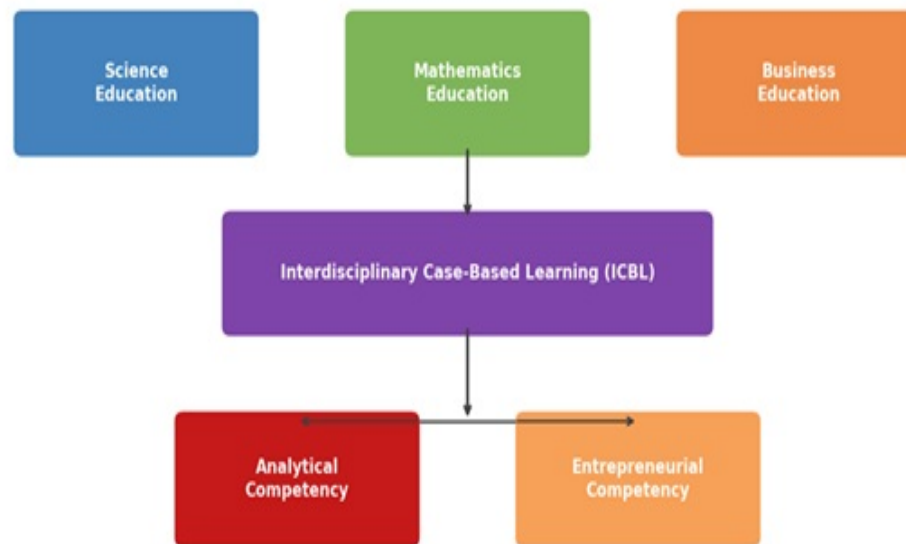 Science
Education
Mathematics
Education
Business
Education
Interdisciplinary Case-Based Learning (ICBL)
Analytical
Competency
Entrepreneurial
Competency